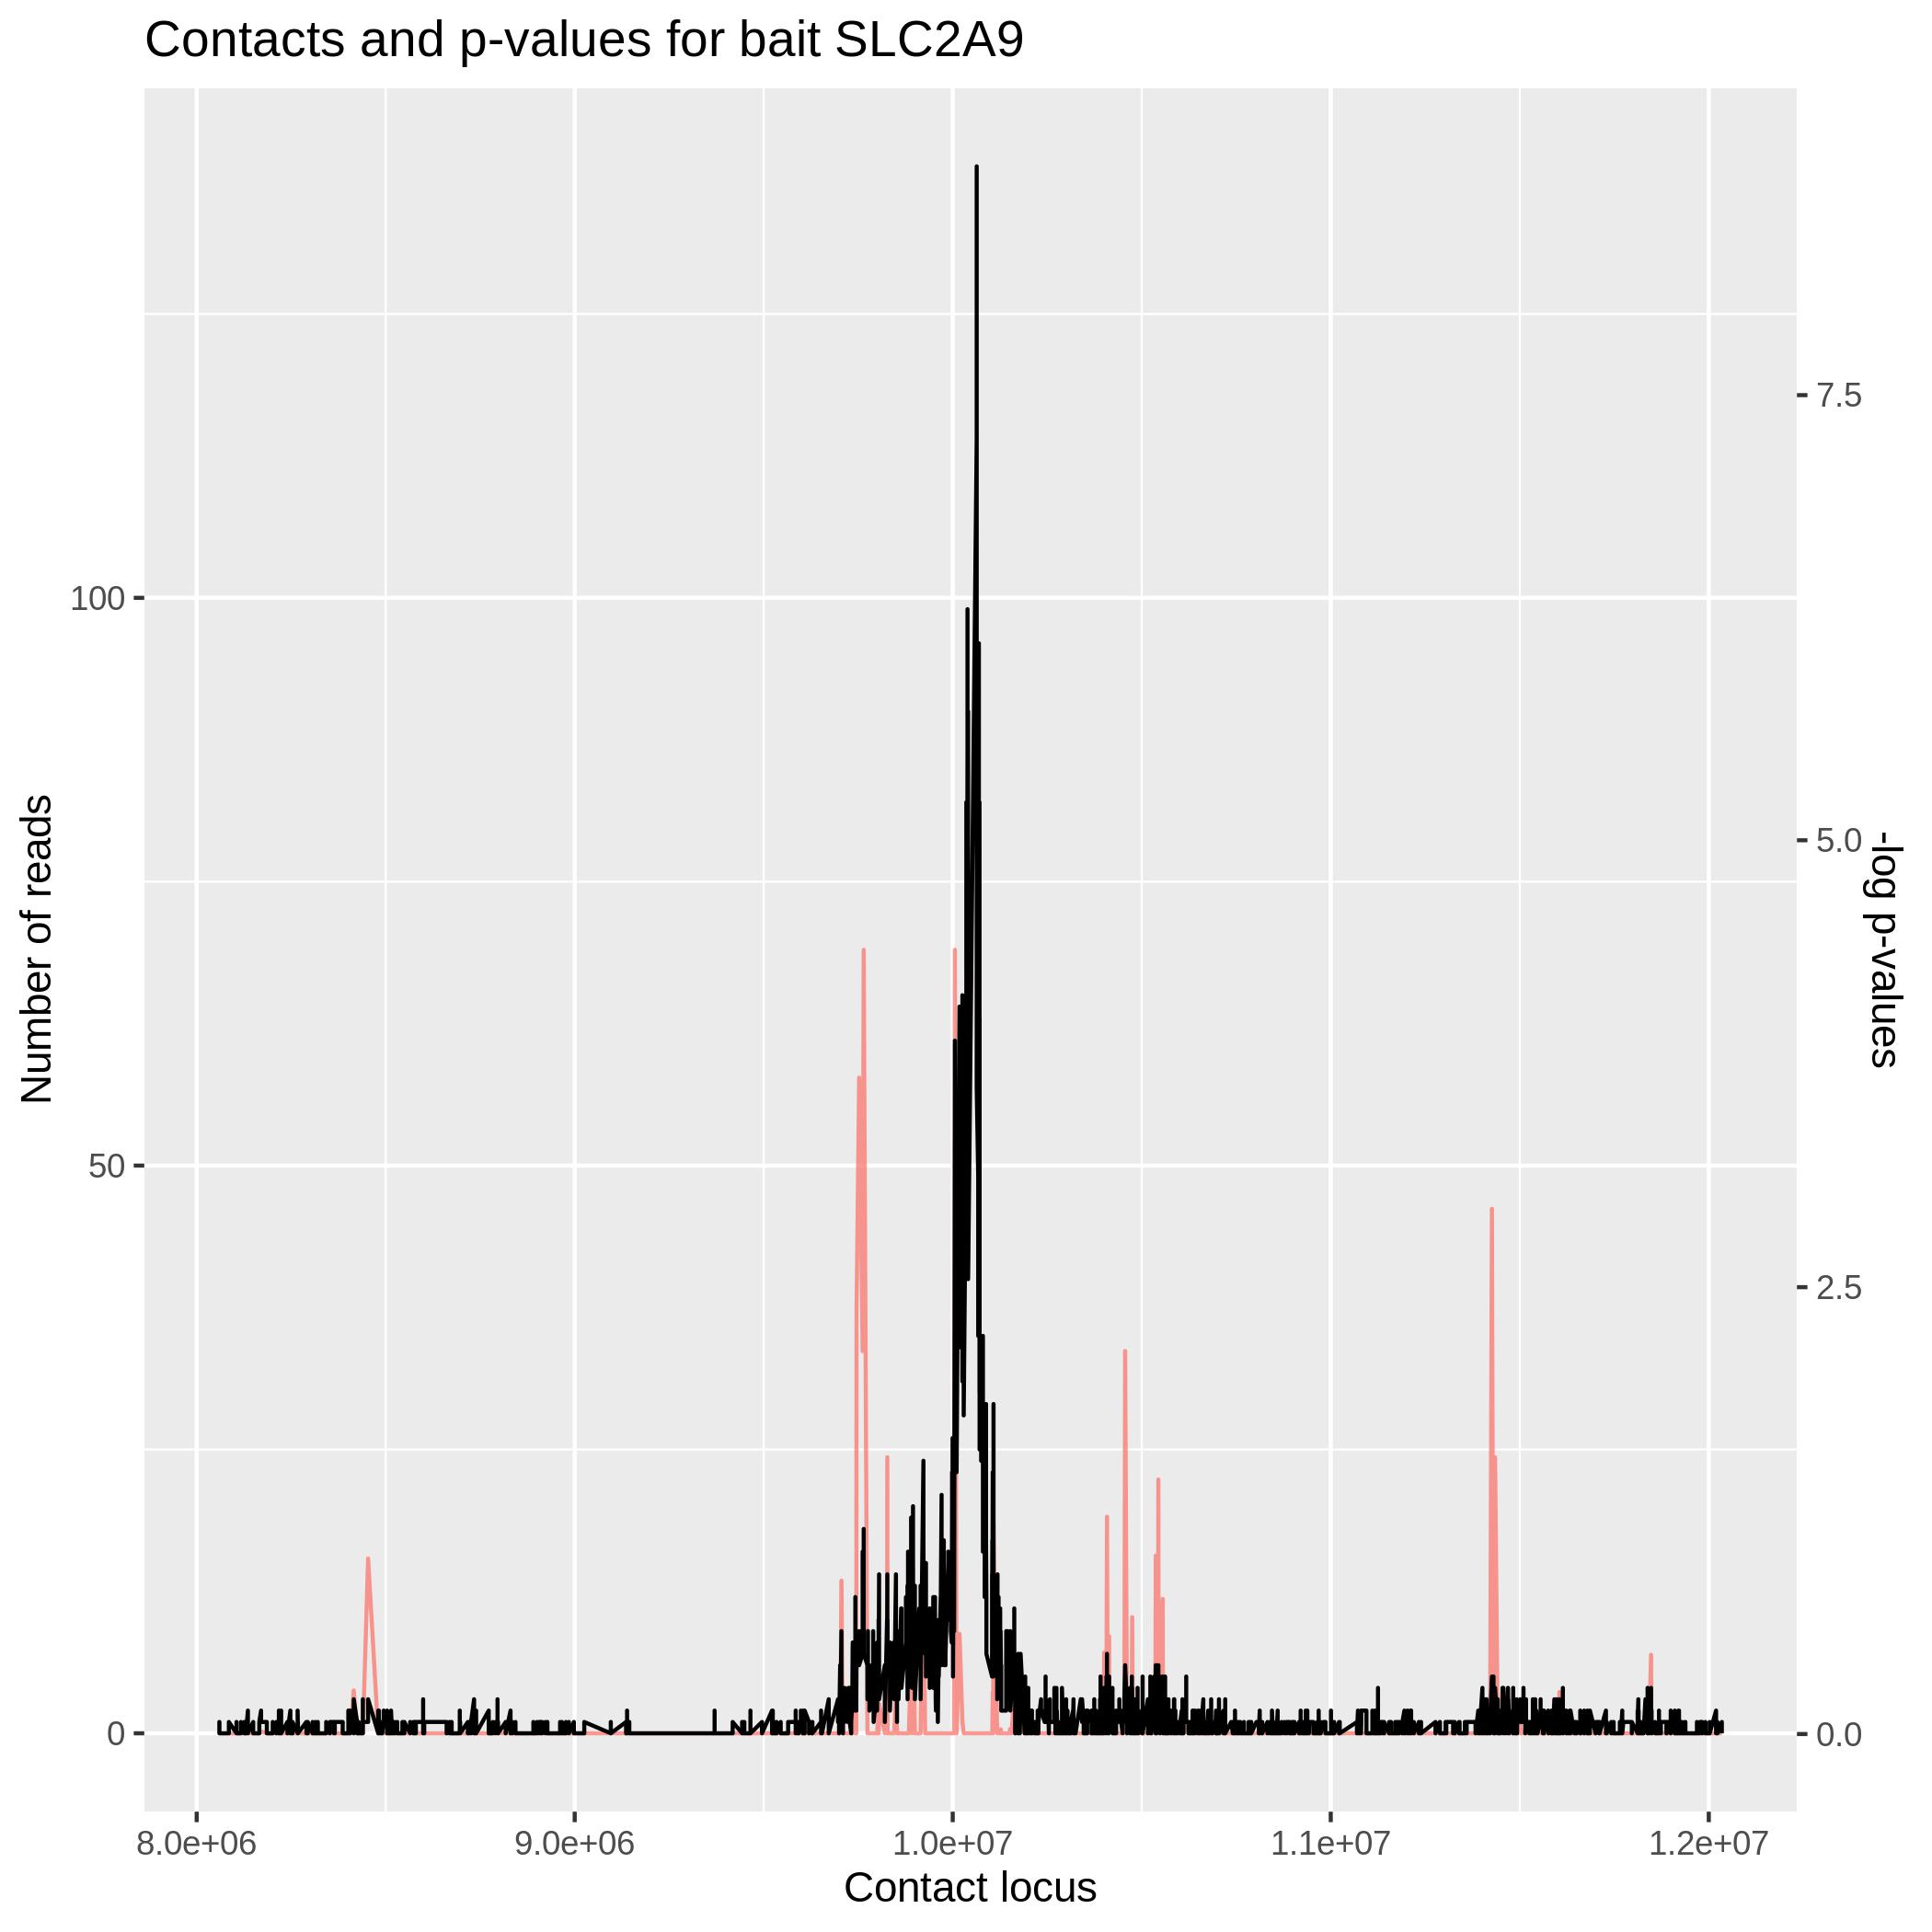 Contacts and p-values for bait SLC2A9
Number of reads
100
50
0
7.5
5.0
2.5
0.0
-log p-values
8.0e+06 9.0e+06 1.0e+07 1.1e+07 1.2e+07
Contact locus